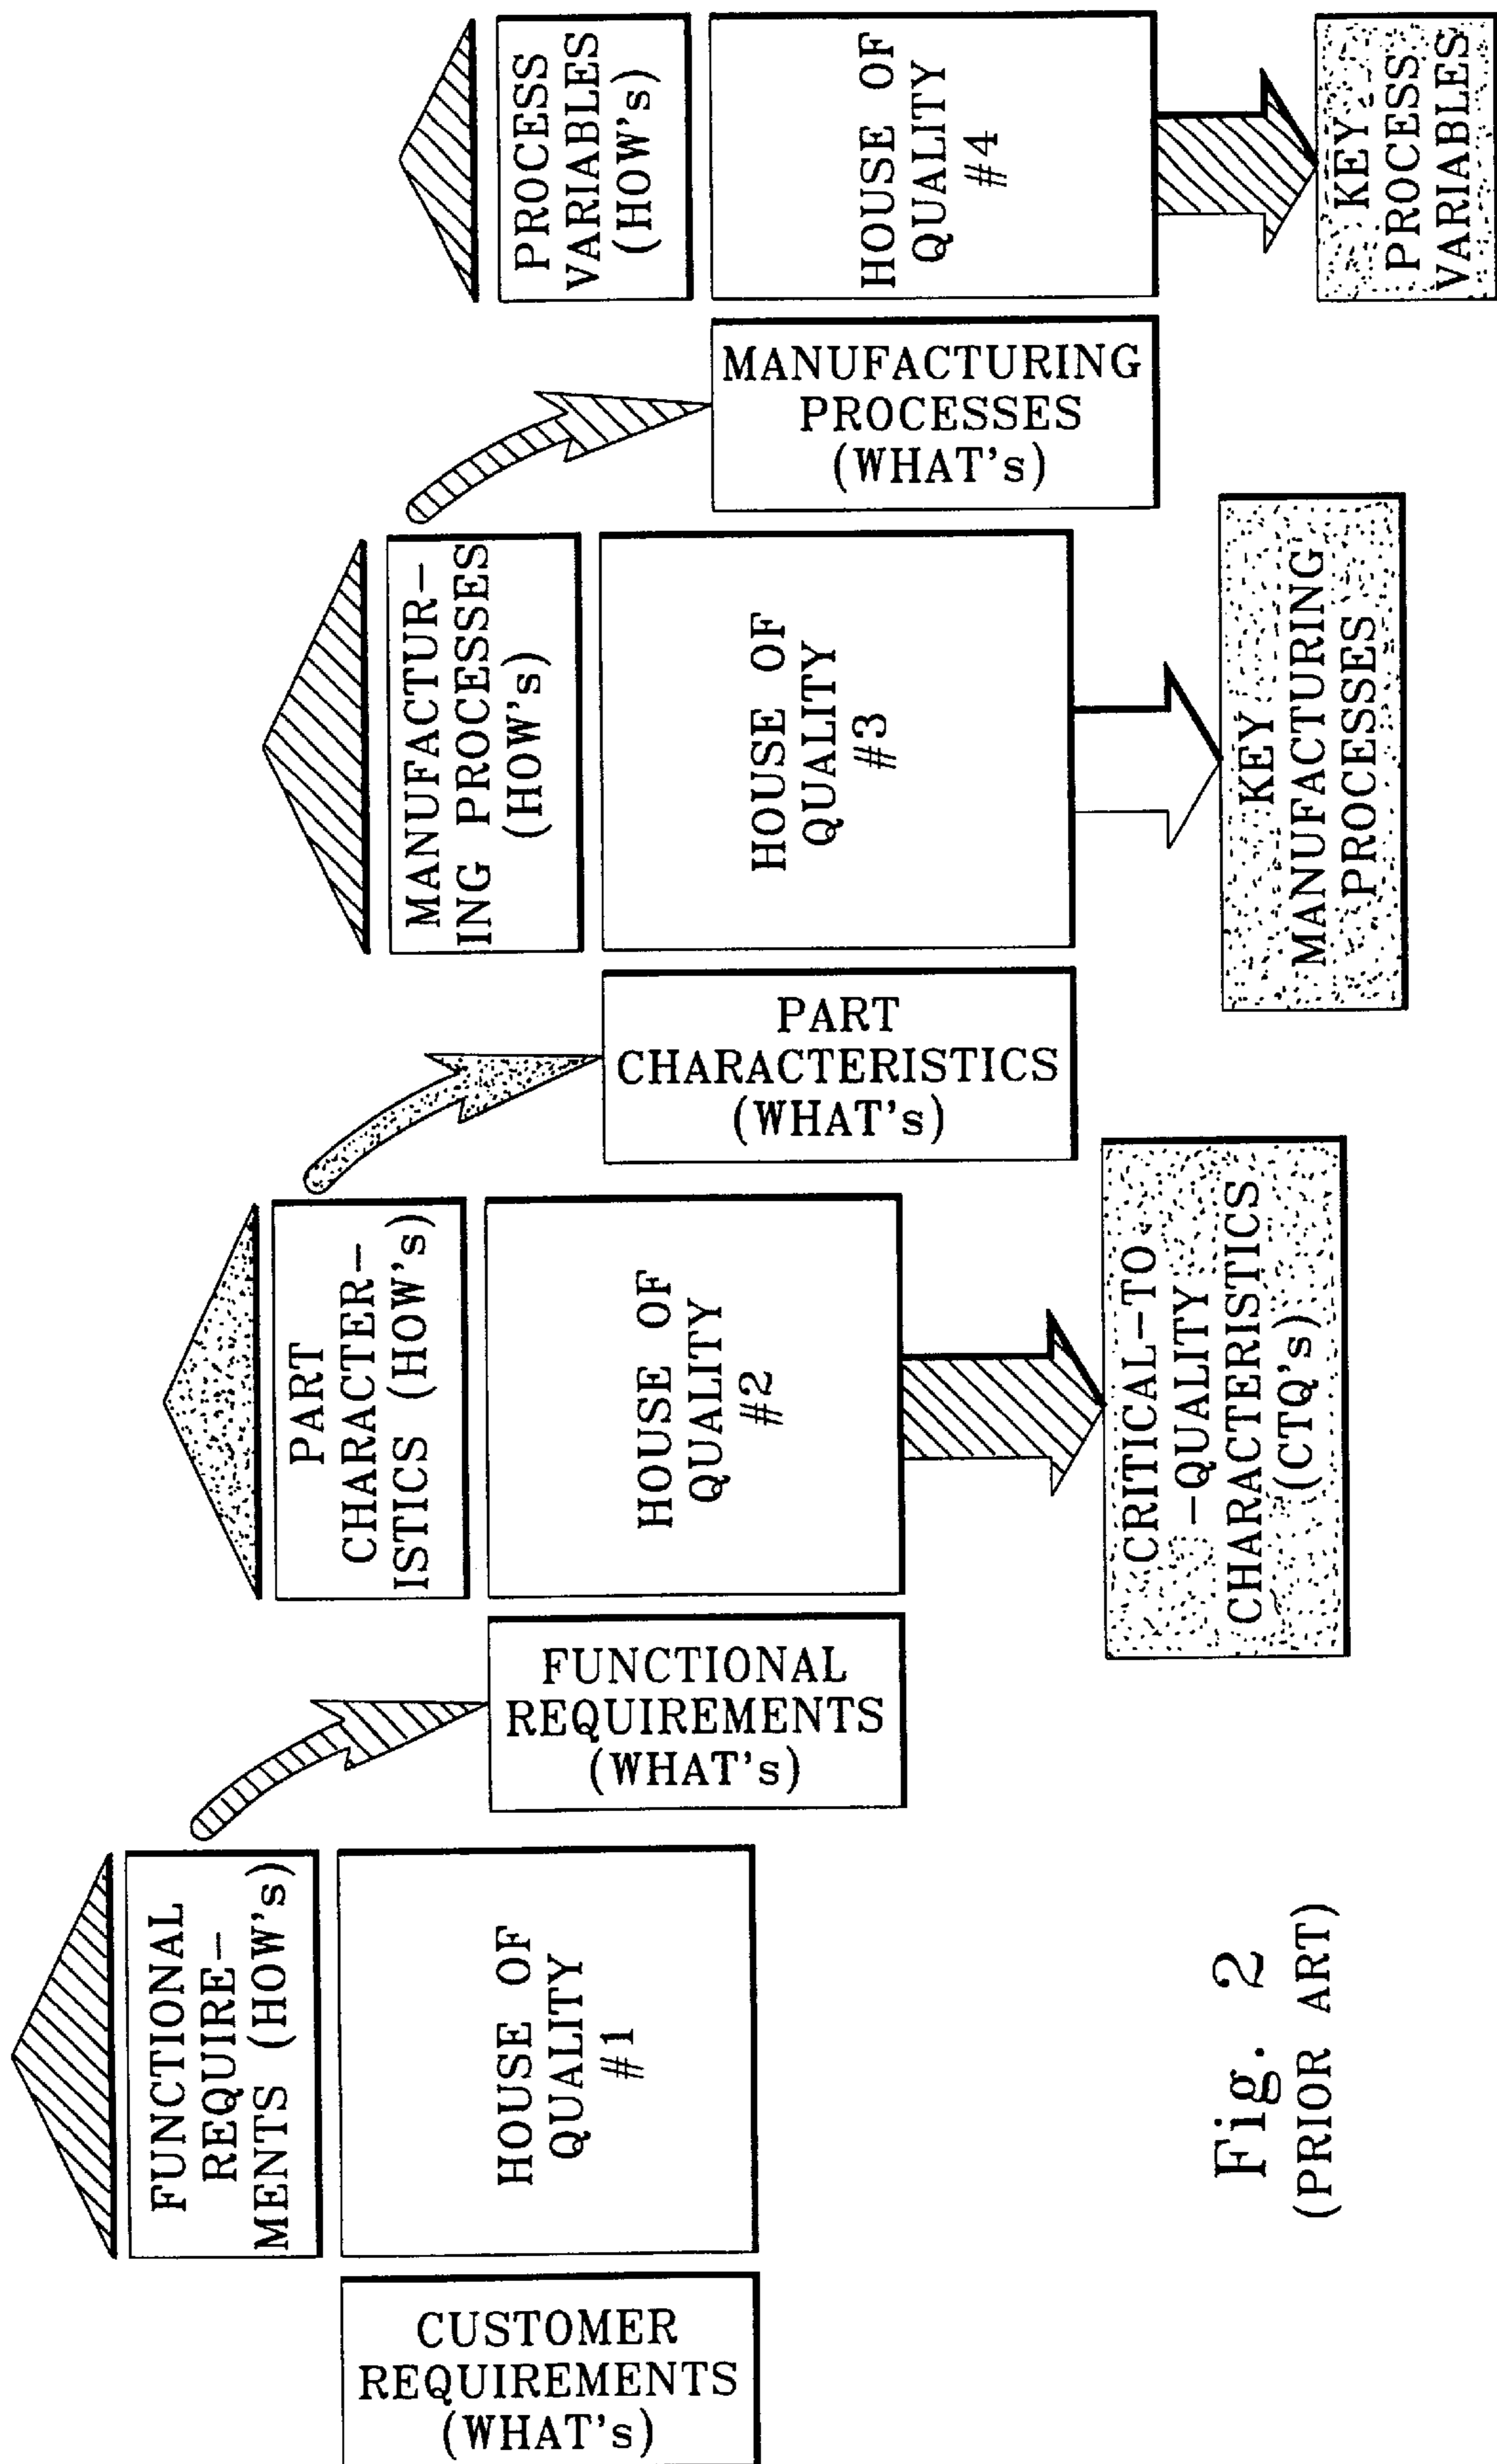 FUNCTIONAL
REQUIRE-
MENTS (HOW's)
CUSTOMER
REQUIREMENTS
(WHAT's)
HOUSE OF
QUALITY
#1
PART
CHARACTER-
ISTICS (HOW's)
FUNCTIONAL
REQUIREMENTS
(WHAT's)
HOUSE OF
QUALITY
#2
CRITICAL-TO
-QUALITY
CHARACTERISTICS
(CTQ's)
MANUFACTUR-
ING PROCESSES
(HOW's)
PART
CHARACTERISTICS
(WHAT's)
HOUSE OF
QUALITY
#3
KEY
MANUFACTURING
PROCESSES
PROCESS
VARIABLES
(HOW's)
MANUFACTURING
PROCESSES
(WHAT's)
HOUSE OF
QUALITY
#4
KEY
PROCESS
VARIABLES
Fig. 2
(PRIOR ART)